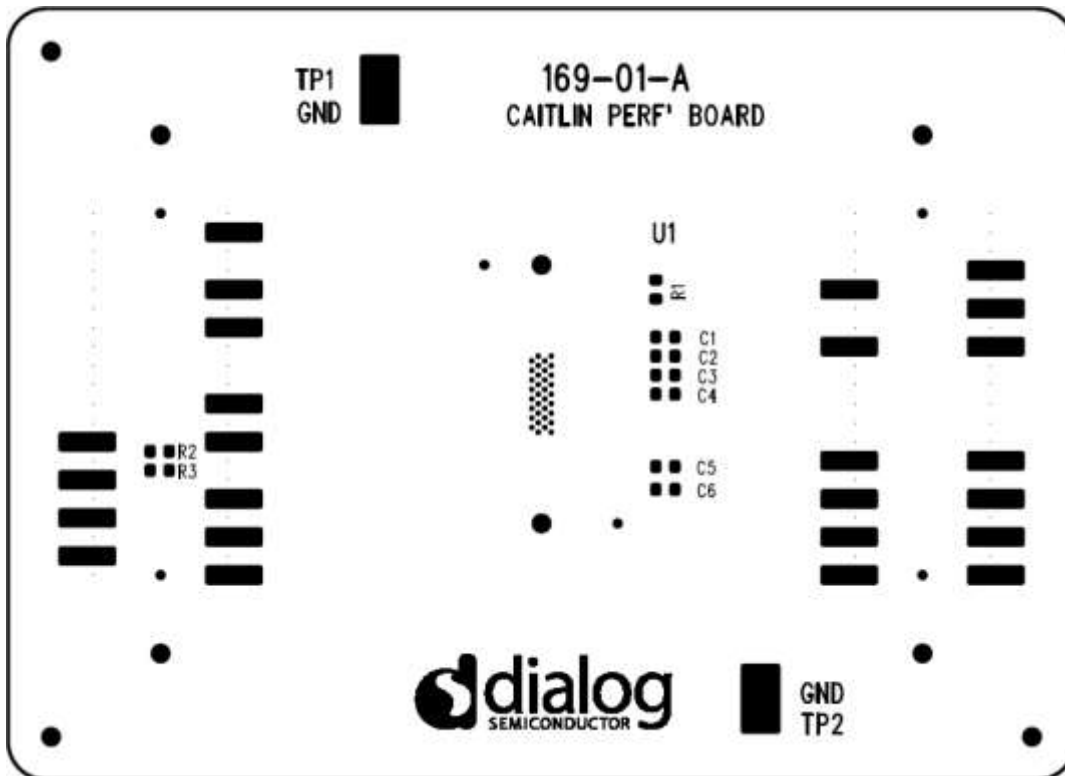 TP1
GND
169-01-A
CAITLIN PERF' BOARD
U1
R1
C1
C2
C3
C4
R2
R3
C5
C6
dialog
SEMICONDUCTOR
GND
TP2